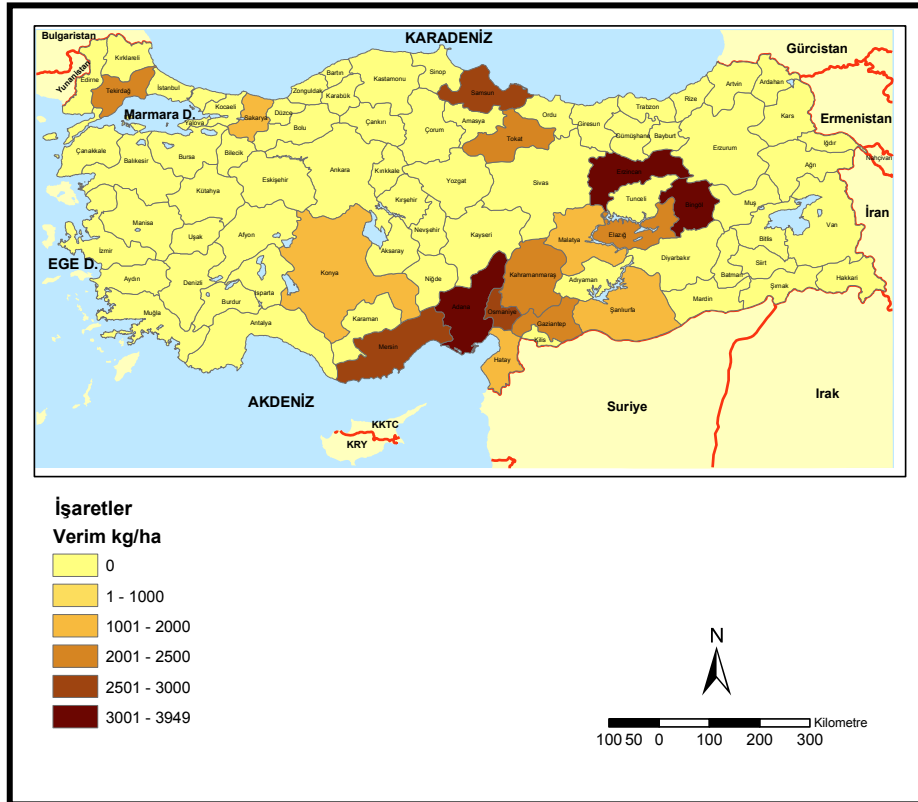 Bulgaristan
KARADENİZ
Gürcistan
Yunanistan
Kırklareli
Edirne
Tekirdağ
İstanbul
Marmara D.
Kocaeli
Yalova
Sakarya
Düzce
Zonguldak
Bartın
Karabük
Kastamonu
Sinop
Samsun
Ordu
Giresun
Trabzon
Rize
Artvin
Ardahan
Kars
Ermenistan
Bolu
Çankırı
Çorum
Amasya
Tokat
Gümüşhane
Bayburt
Erzurum
Iğdır
Nahçıvan
Çanakkale
Balıkesir
Bursa
Bilecik
Eskişehir
Ankara
Kırıkkale
Yozgat
Sivas
Erzincan
Ağrı
Kütahya
Kırşehir
Tunceli
Bingöl
Muş
Van
İran
Manisa
Uşak
Afyon
Nevşehir
Kayseri
Malatya
Elazığ
Bitlis
EGE D.
İzmir
Aksaray
Konya
Niğde
Kahramanmaraş
Adıyaman
Diyarbakır
Batman
Siirt
Hakkari
Şırnak
Aydın
Denizli
Isparta
Burdur
Muğla
Antalya
Karaman
Mersin
Adana
Osmaniye
Gaziantep
Kilis
Şanlıurfa
Mardin
Hatay
AKDENİZ
KKTC
KRY
Suriye
Irak
İşaretler
Verim kg/ha
0
1 - 1000
1001 - 2000
2001 - 2500
2501 - 3000
3001 - 3949
N
Kilometre
100 50 0 100 200 300